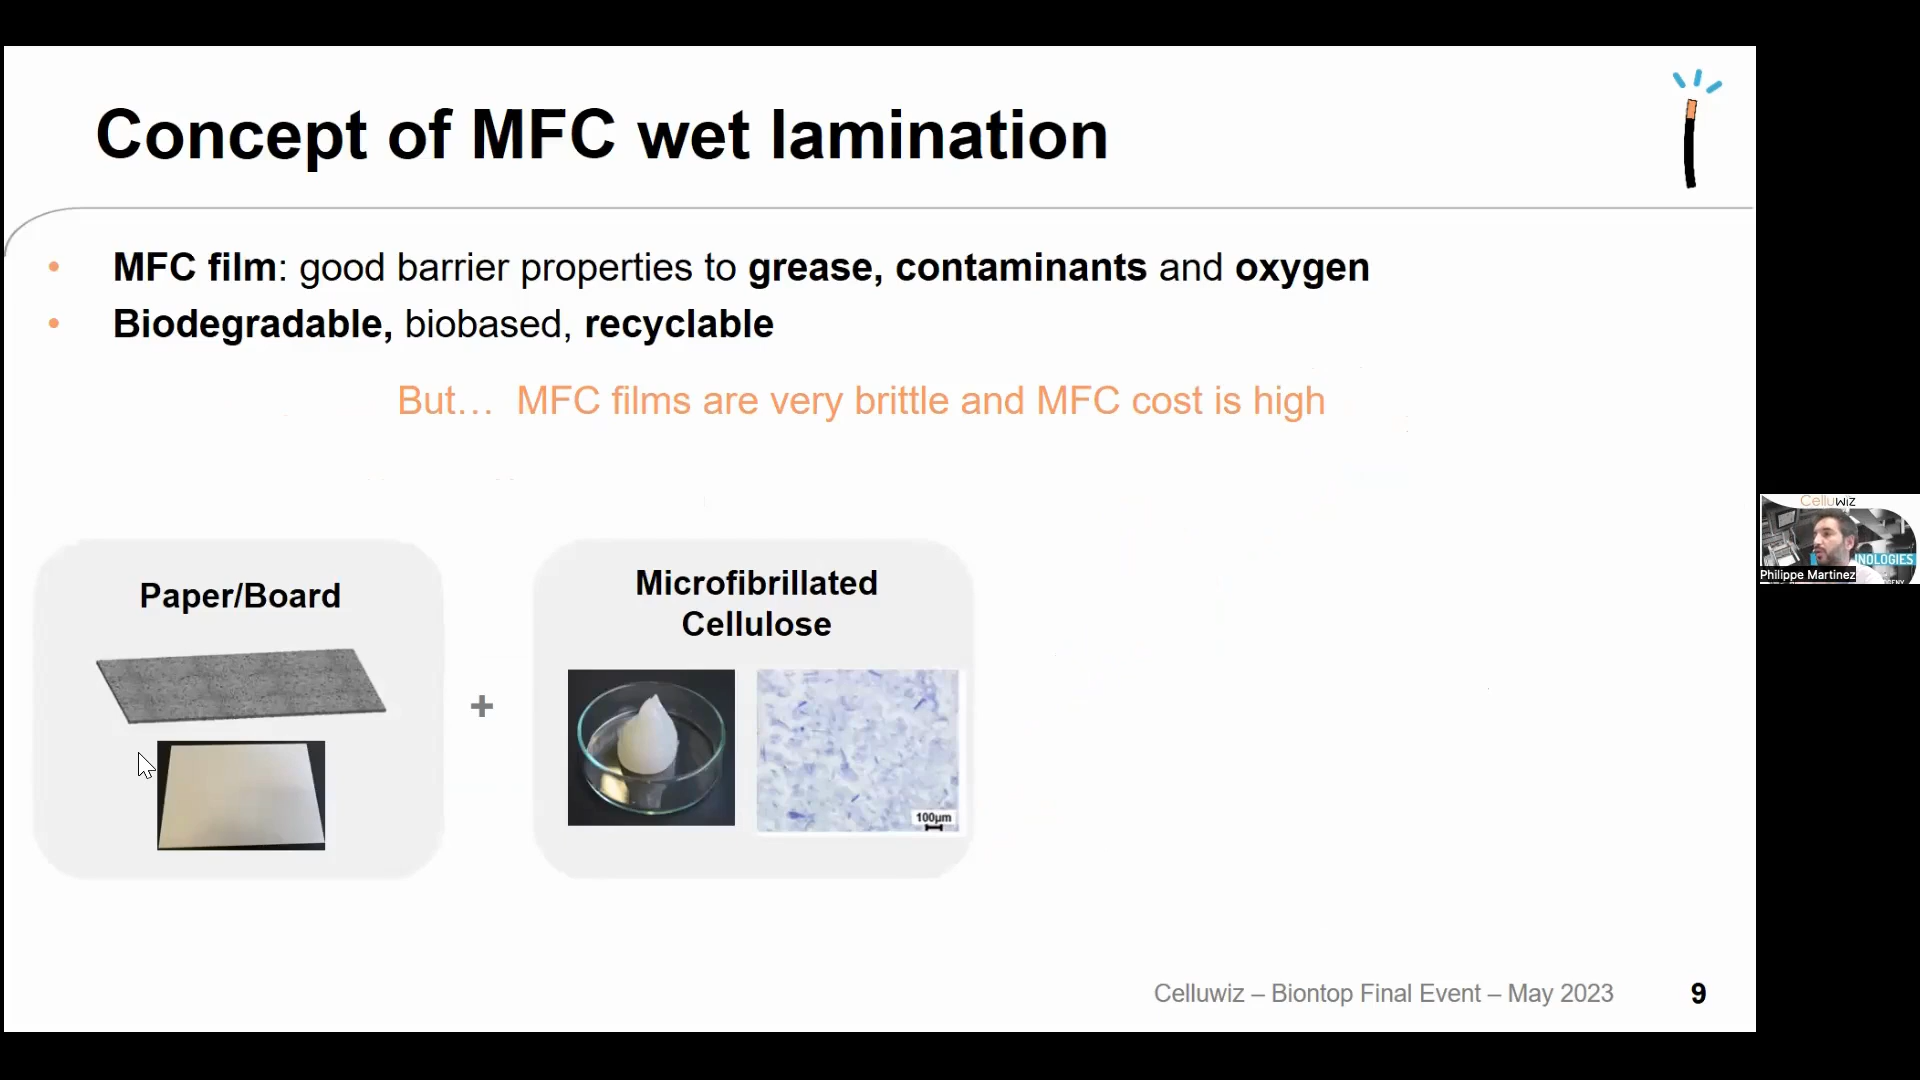 Concept of MFC wet lamination
• MFC film: good barrier properties to grease, contaminants and oxygen
• Biodegradable, biobased, recyclable
But… MFC films are very brittle and MFC cost is high
Paper/Board
+
Microfibrillated
Cellulose
100µm
Celluwiz
NOLOGIES
Philippe Martinez
Celluwiz – Biontop Final Event – May 2023
9